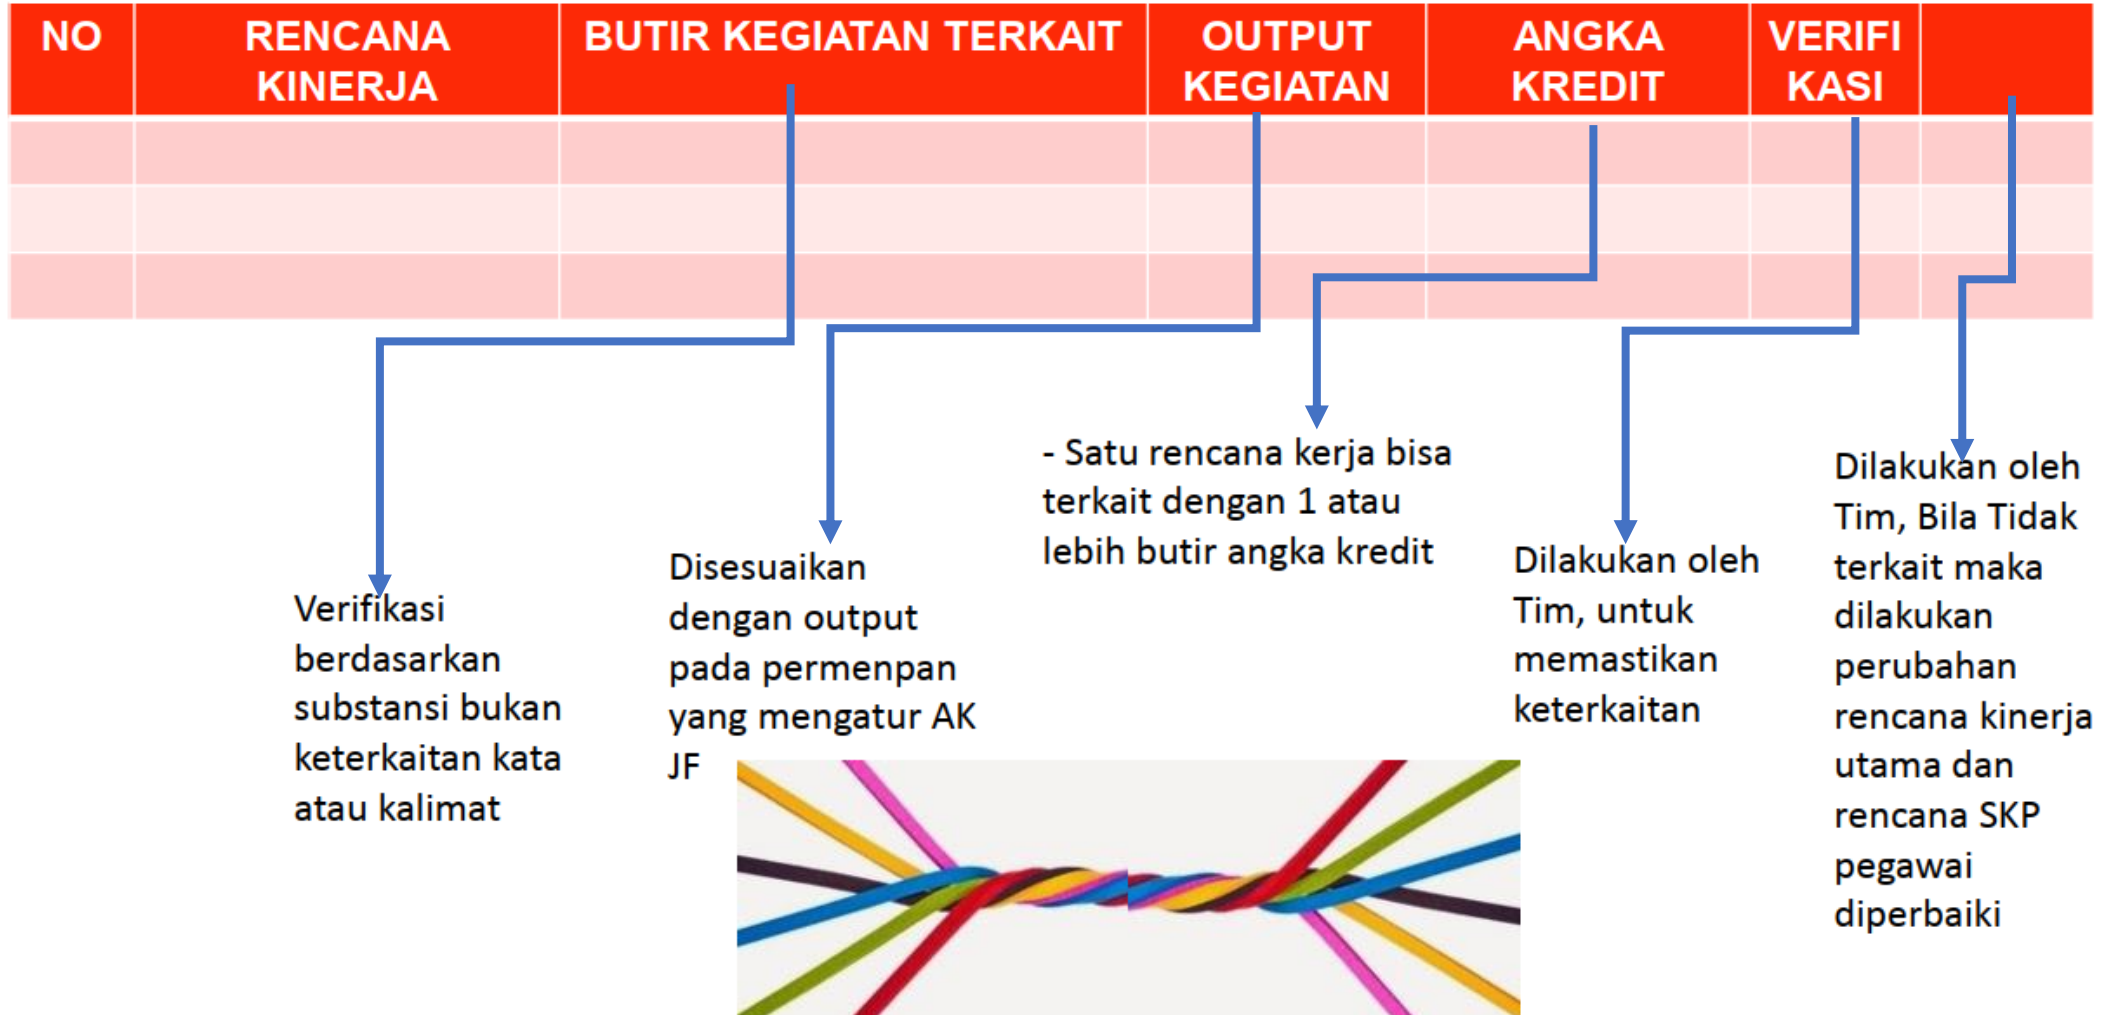 NO
RENCANA
KINERJA
BUTIR KEGIATAN TERKAIT
OUTPUT
KEGIATAN
ANGKA
KREDIT
VERIFI
KASI
Verifikasi
berdasarkan
substansi bukan
keterkaitan kata
atau kalimat
Disesuaikan
dengan output
pada permenpan
yang mengatur AK
JF
- Satu rencana kerja bisa
terkait dengan 1 atau
lebih butir angka kredit
Dilakukan oleh
Tim, untuk
memastikan
keterkaitan
Dilakukan oleh
Tim, Bila Tidak
terkait maka
dilakukan
perubahan
rencana kinerja
utama dan
rencana SKP
pegawai
diperbaiki